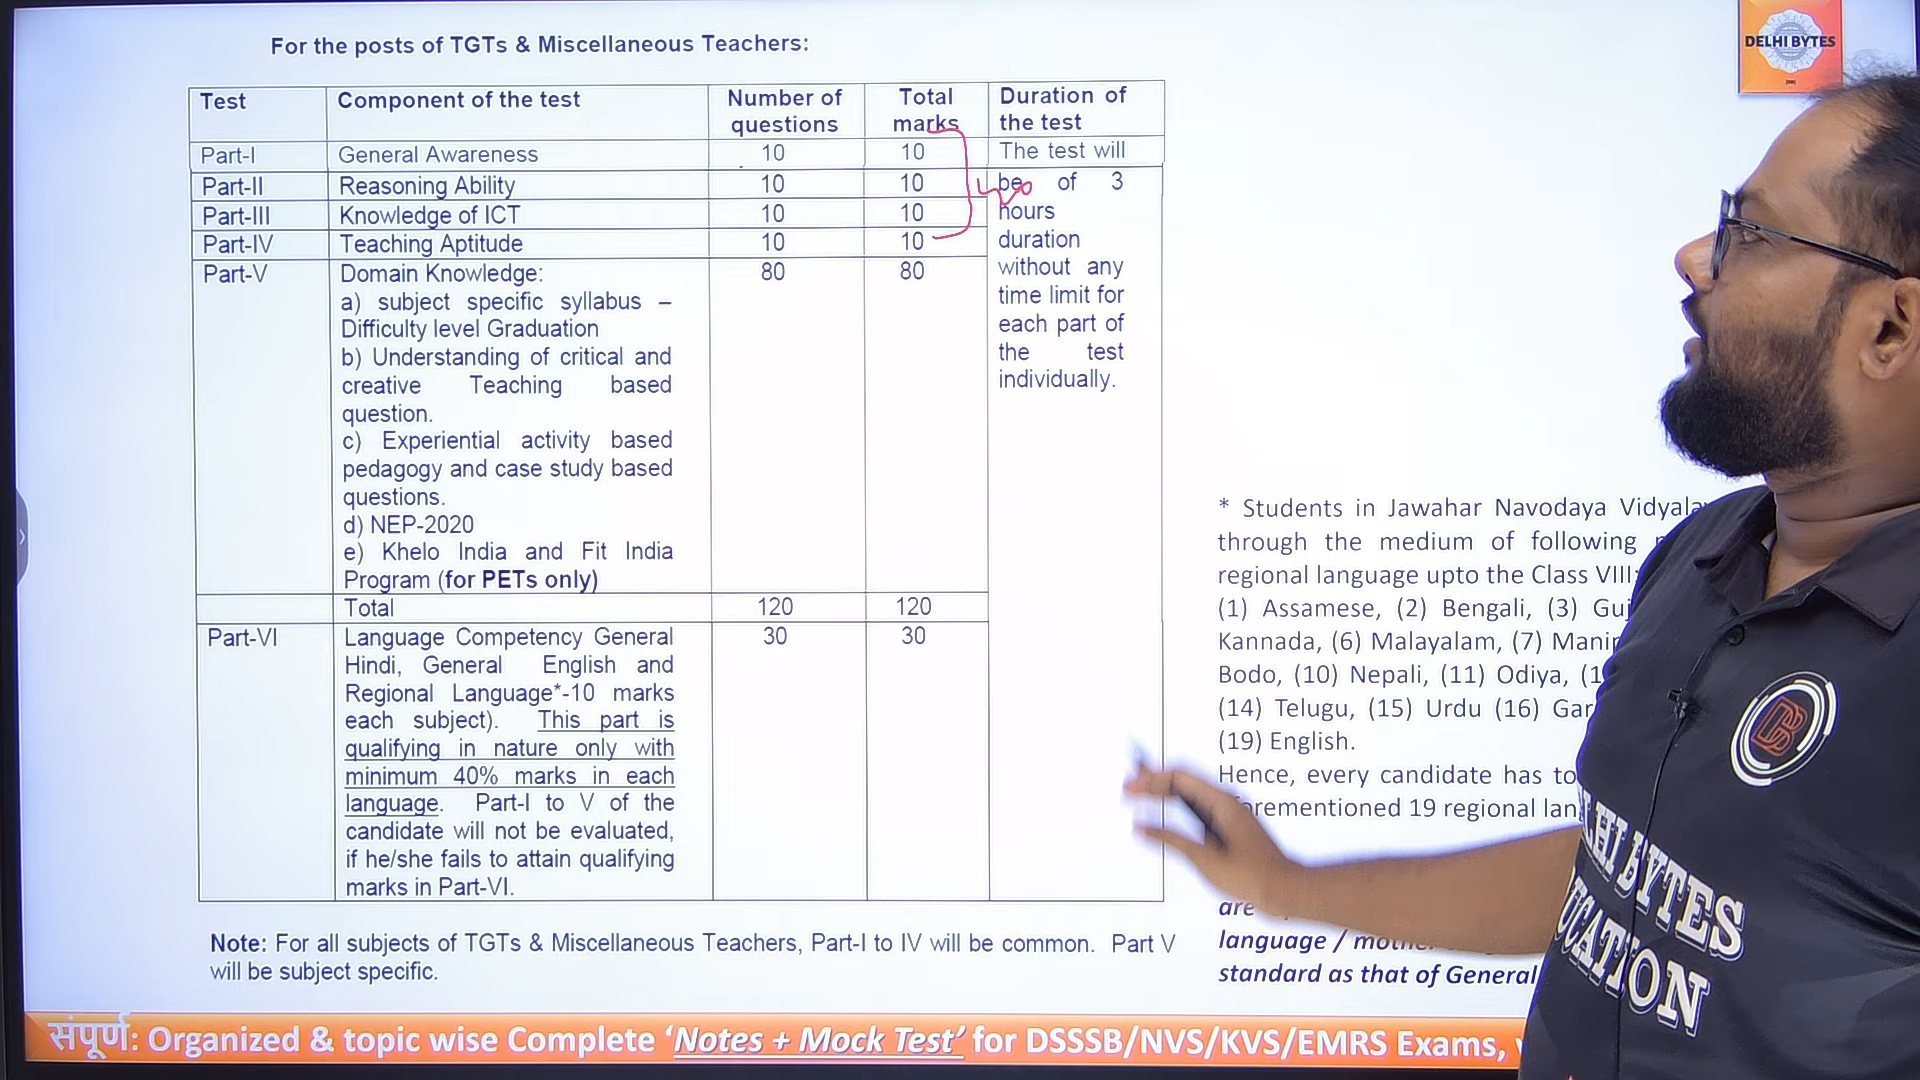 For the posts of TGTs & Miscellaneous Teachers:
DELHI BYTES
Test Component of the test Number of questions Total marks Duration of the test
Part-I General Awareness 10 10 The test will
Part-II Reasoning Ability 10 10 be of 3
Part-III Knowledge of ICT 10 10 hours
Part-IV Teaching Aptitude 10 10 duration
Part-V Domain Knowledge: 80 80 without any
a) subject specific syllabus – time limit for
Difficulty level Graduation each part of
b) Understanding of critical and the test
creative Teaching based individually.
question.
c) Experiential activity based
pedagogy and case study based
questions.
d) NEP-2020
e) Khelo India and Fit India
Program (for PETs only)
Total 120 120
Part-VI Language Competency General 30 30
Hindi, General English and
Regional Language*-10 marks
each subject). This part is
qualifying in nature only with
minimum 40% marks in each
language. Part-I to V of the
candidate will not be evaluated,
if he/she fails to attain qualifying
marks in Part-VI.
Note: For all subjects of TGTs & Miscellaneous Teachers, Part-I to IV will be common. Part V
will be subject specific.
* Students in Jawahar Navodaya
through the medium of following
regional language upto the Class VIII:
(1) Assamese, (2) Bengali, (3)
Kannada, (6) Malayalam, (7)
Bodo, (10) Nepali, (11) Odiya,
(14) Telugu, (15) Urdu (16)
(19) English.
Hence, every candidate has to
19 regional
are
language /
standard as that of General
BYTES
संपूर्ण: Organized & topic wise Complete ‘Notes + Mock Test’ for DSSSB/NVS/KVS/EMRS Exams,